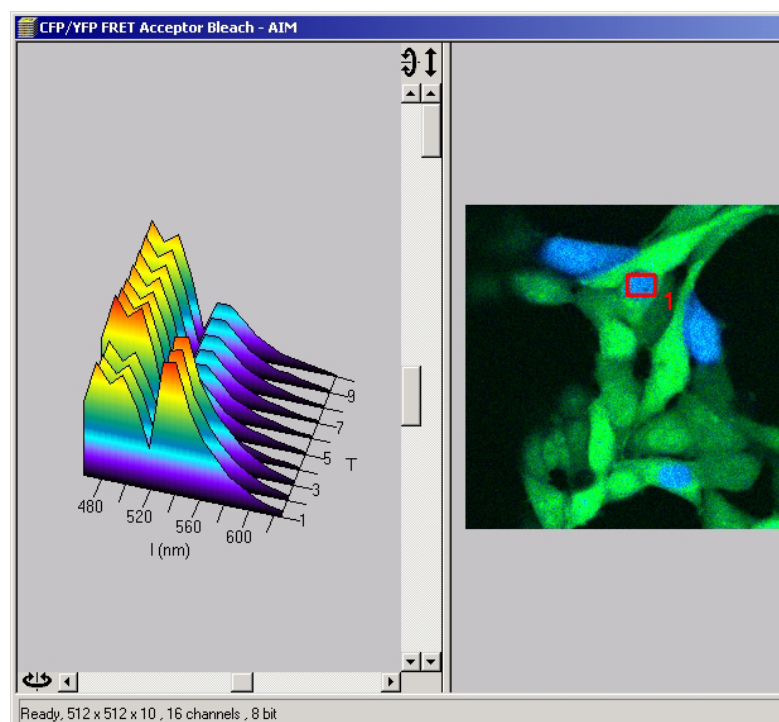 CFP/YFP FRET Acceptor Bleach - AIM
1
9
7
5
T
3
1
480
520
560
600
l (nm)
Ready, 512 x 512 x 10 , 16 channels , 8 bit